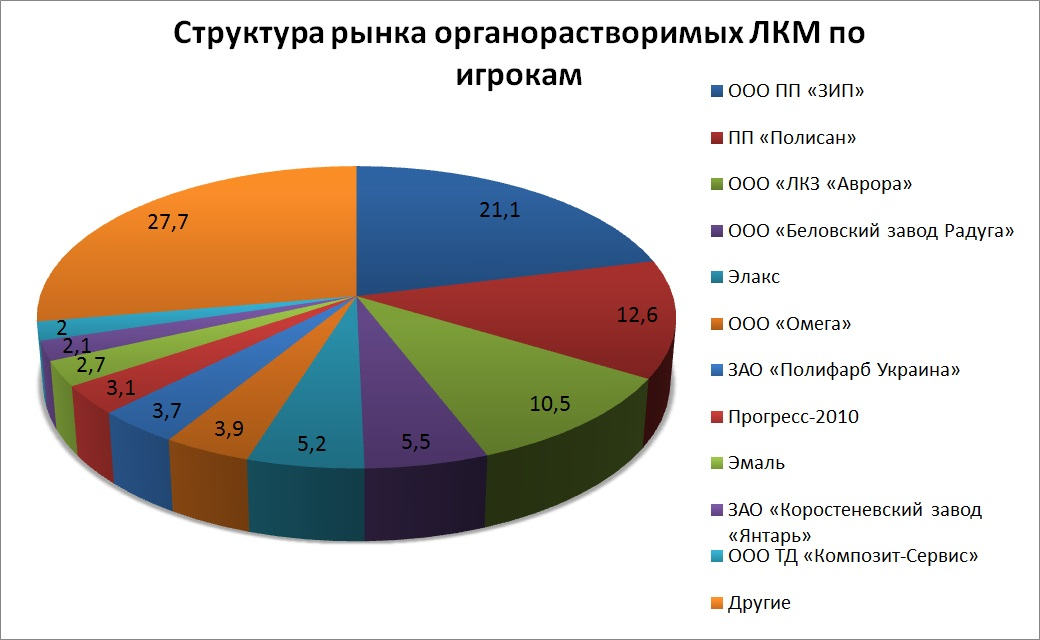 Структура рынка органорастворимых ЛКМ по
игрокам
ООО ПП «ЗИП»
ПП «Полисан»
ООО «ЛКЗ «Аврора»
ООО «Беловский завод Радуга»
Элакс
ООО «Омега»
ЗАО «Полифарб Украина»
Прогресс-2010
Эмаль
ЗАО «Коростеневский завод
«Янтарь»
ООО ТД «Композит-Сервис»
Другие
21,1
12,6
10,5
5,5
5,2
3,9
3,7
3,1
2,7
2,1
2
27,7